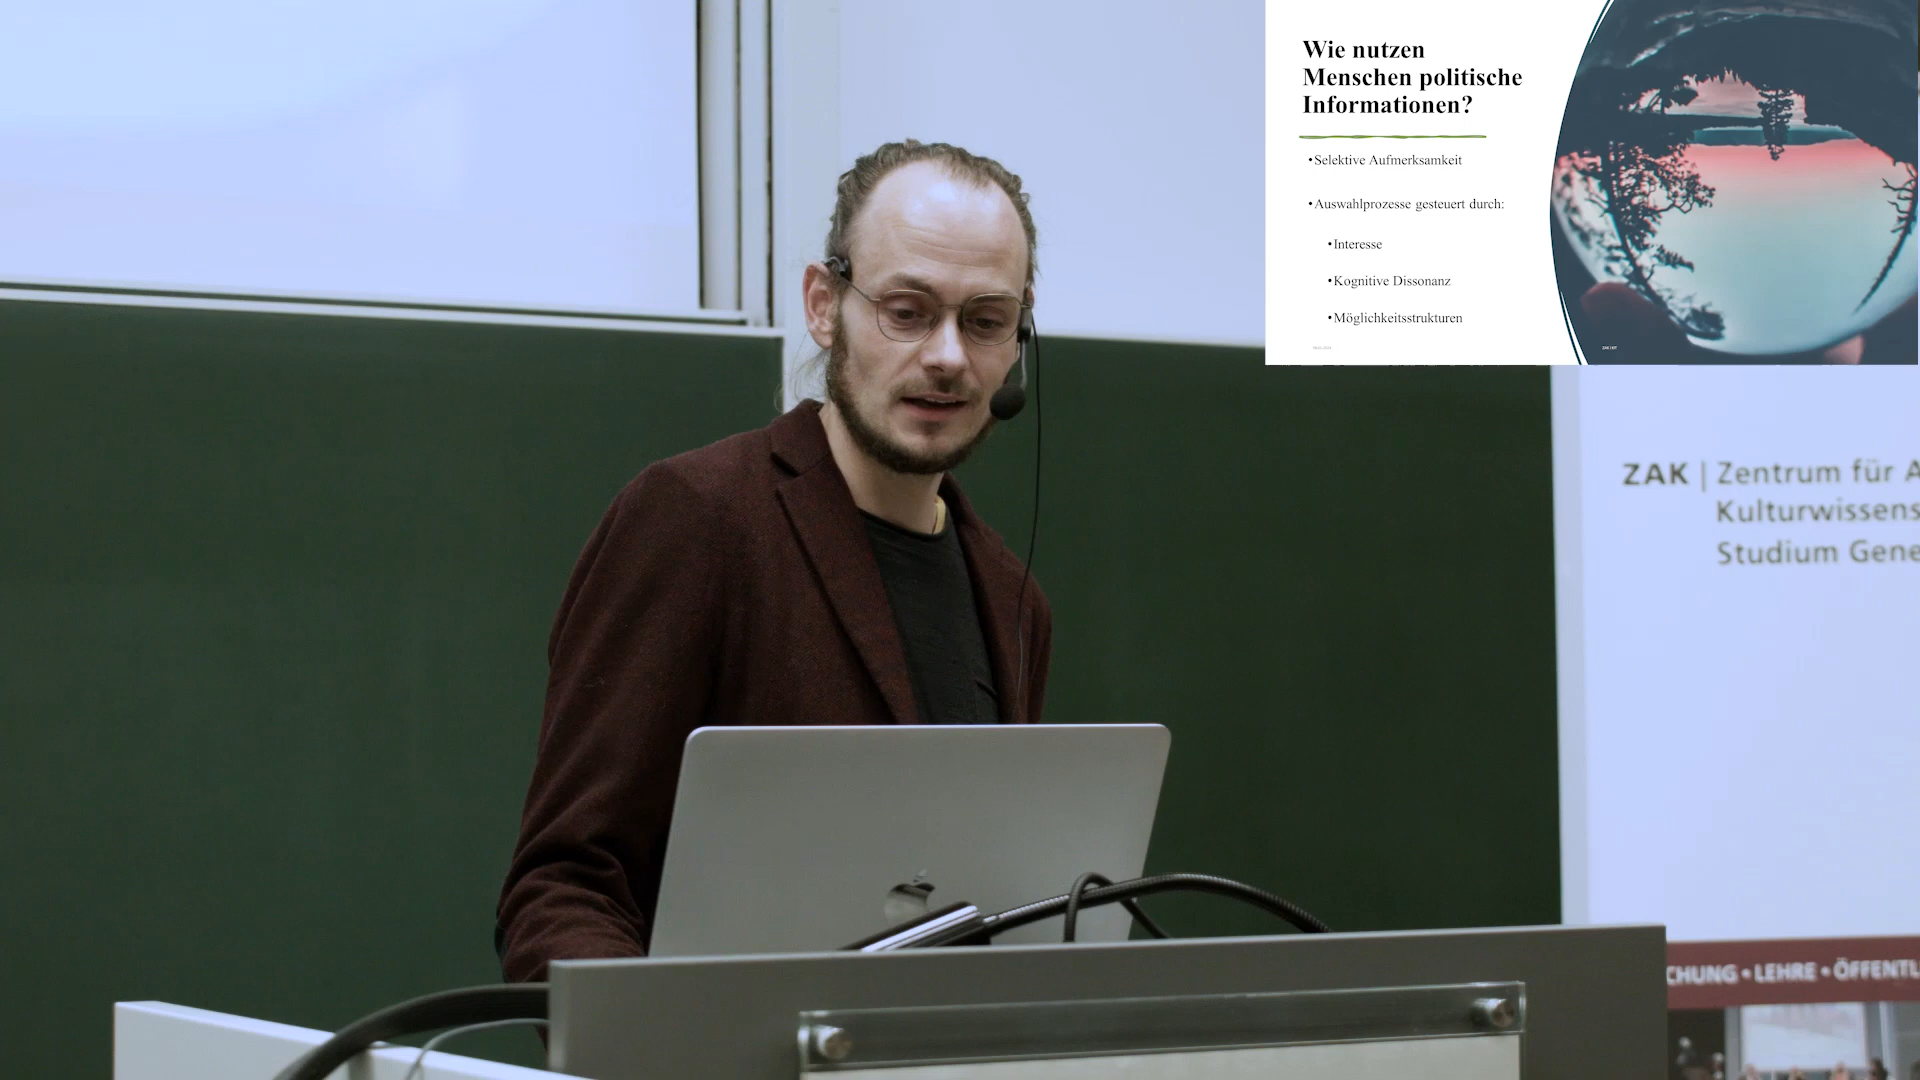 Wie nutzen
Menschen politische
Informationen?
•Selektive Aufmerksamkeit
•Auswahlprozesse gesteuert durch:
•Interesse
•Kognitive Dissonanz
•Möglichkeitsstrukturen
ZAK | Zentrum für A
Kulturwissens
Studium Gene
CHUNG • LEHRE • ÖFFENTL